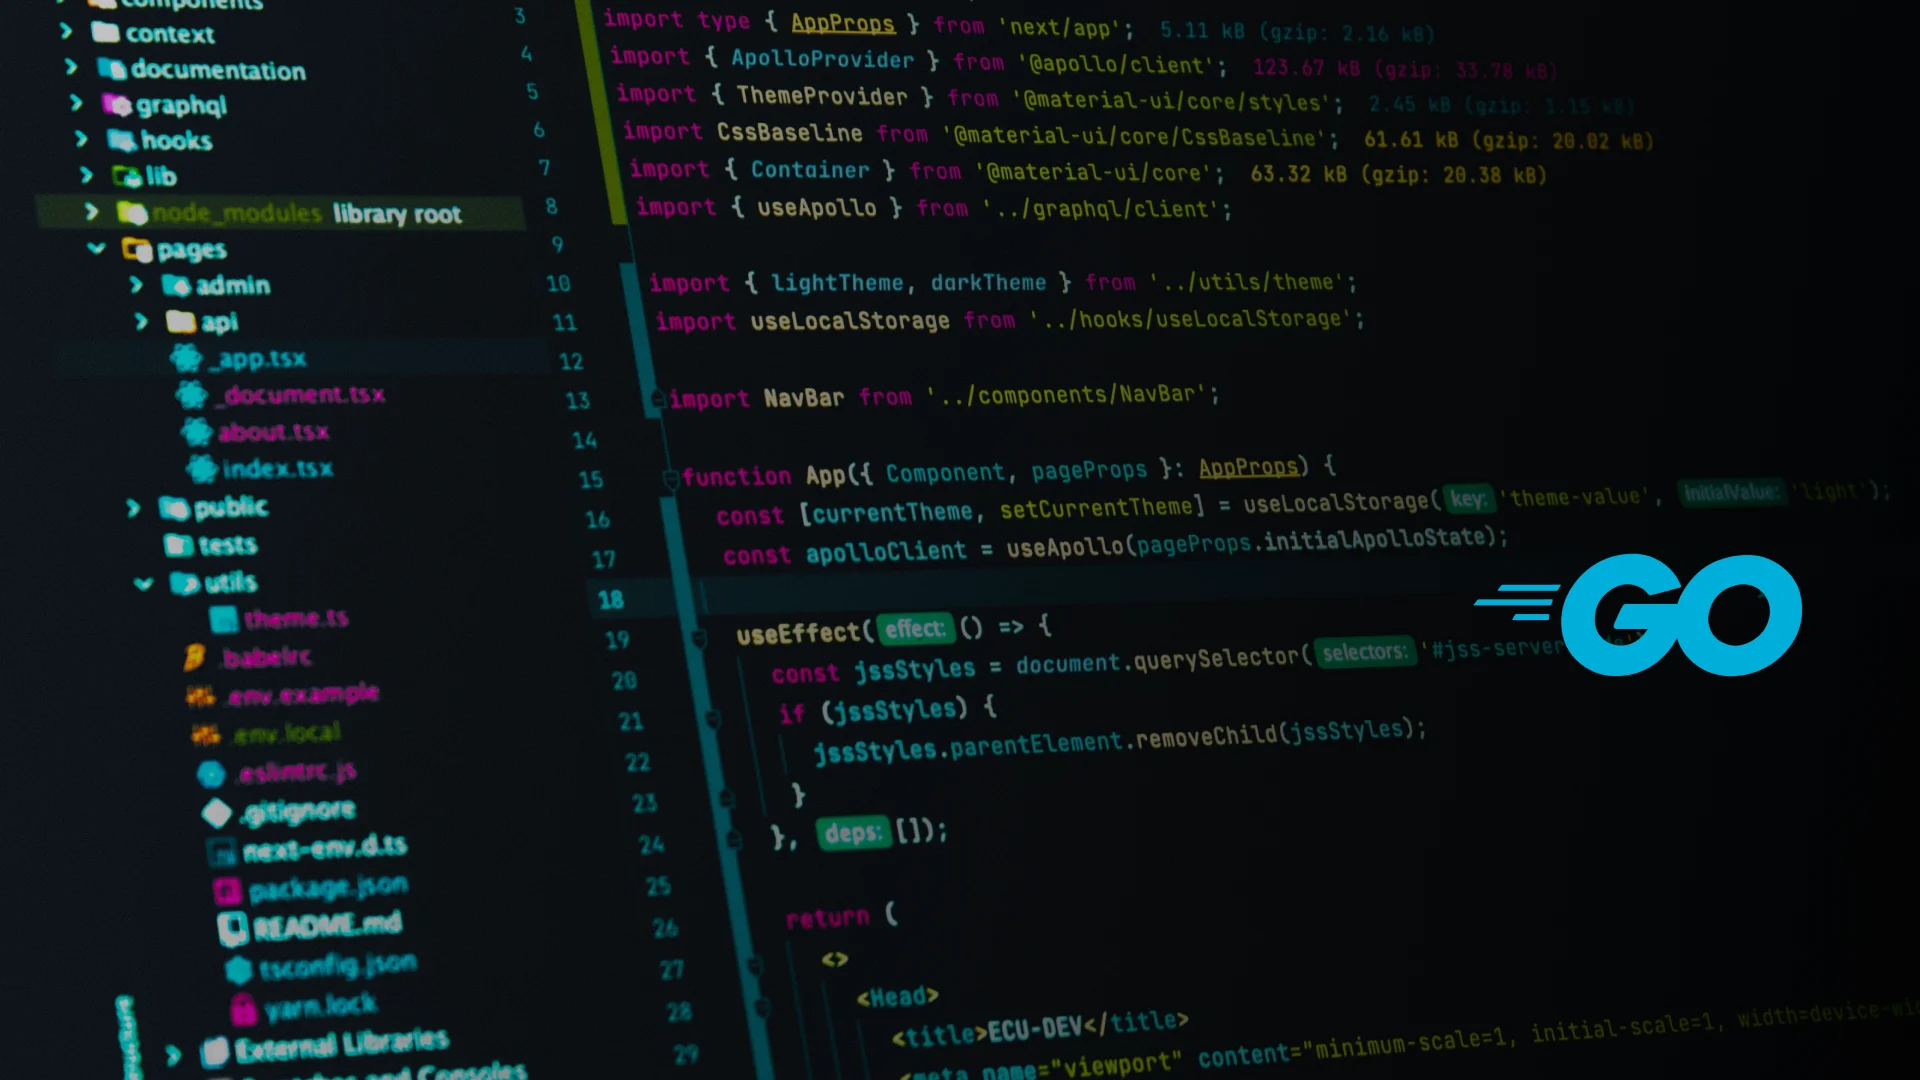 components
context
documentation
graphql
hooks
lib
node_modules library root
pages
admin
api
_app.tsx
_document.tsx
about.tsx
index.tsx
public
tests
utils
theme.ts
.babelrc
.env.example
.env.local
.eslintrc.js
.gitignore
next-env.d.ts
package.json
README.md
tsconfig.json
yarn.lock
External Libraries
and Consoles
3 import type { AppProps } from 'next/app'; 5.11 kB (gzip: 2.16 kB)
4 import { ApolloProvider } from '@apollo/client'; 123.67 kB (gzip: 33.78 kB)
5 import { ThemeProvider } from '@material-ui/core/styles'; 2.45 kB (gzip: 1.15 kB)
6 import CssBaseline from '@material-ui/core/CssBaseline'; 61.61 kB (gzip: 20.02 kB)
7 import { Container } from '@material-ui/core'; 63.32 kB (gzip: 20.38 kB)
8 import { useApollo } from '../graphql/client';
9
10 import { lightTheme, darkTheme } from '../utils/theme';
11 import useLocalStorage from '../hooks/useLocalStorage';
12
13 import NavBar from '../components/NavBar';
14
15 function App({ Component, pageProps }: AppProps) {
16 const [currentTheme, setCurrentTheme] = useLocalStorage( key: 'theme-value', initialValue: 'light');
17 const apolloClient = useApollo(pageProps.initialApolloState);
18
19 useEffect( effect: () => {
20 const jssStyles = document.querySelector( selectors: '#jss-server
21 if (jssStyles) {
22 jssStyles.parentElement.removeChild(jssStyles);
23 }
24 }, deps: []);
25
26 return (
27 <>
28 <Head>
29 <title>ECU-DEV</title>
<meta name="viewport" content="minimum-scale=1, initial-scale=1, width=device-wi
GO